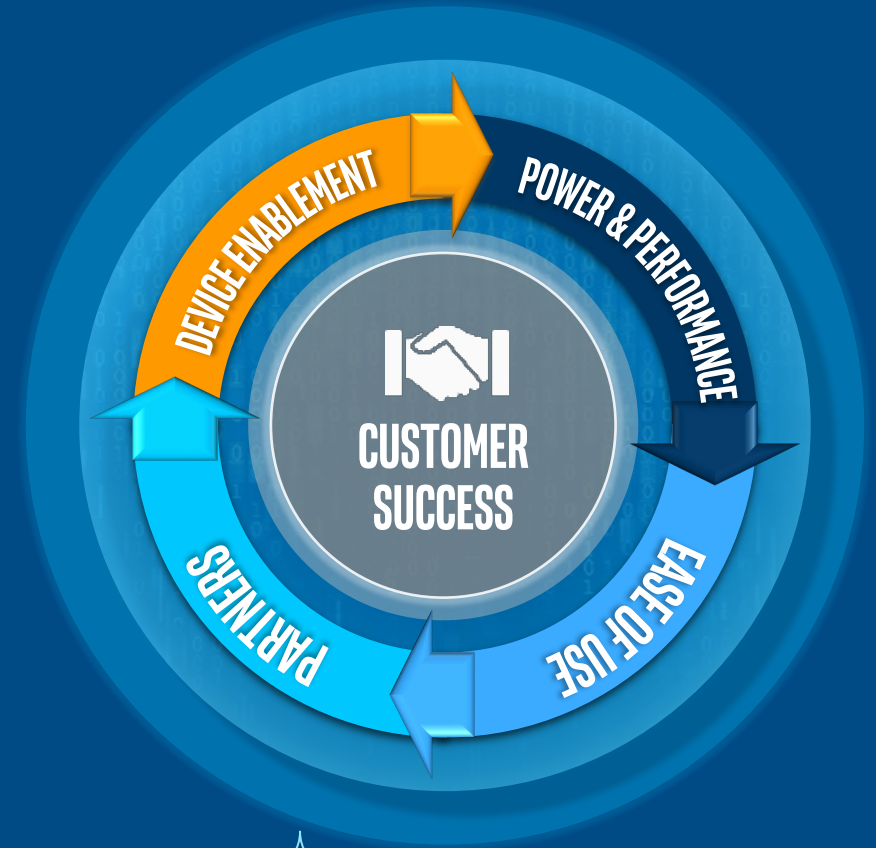 DEVICE ENABLEMENT
POWER & PERFORMANCE
EASE OF USE
PARTNERS
CUSTOMER
SUCCESS